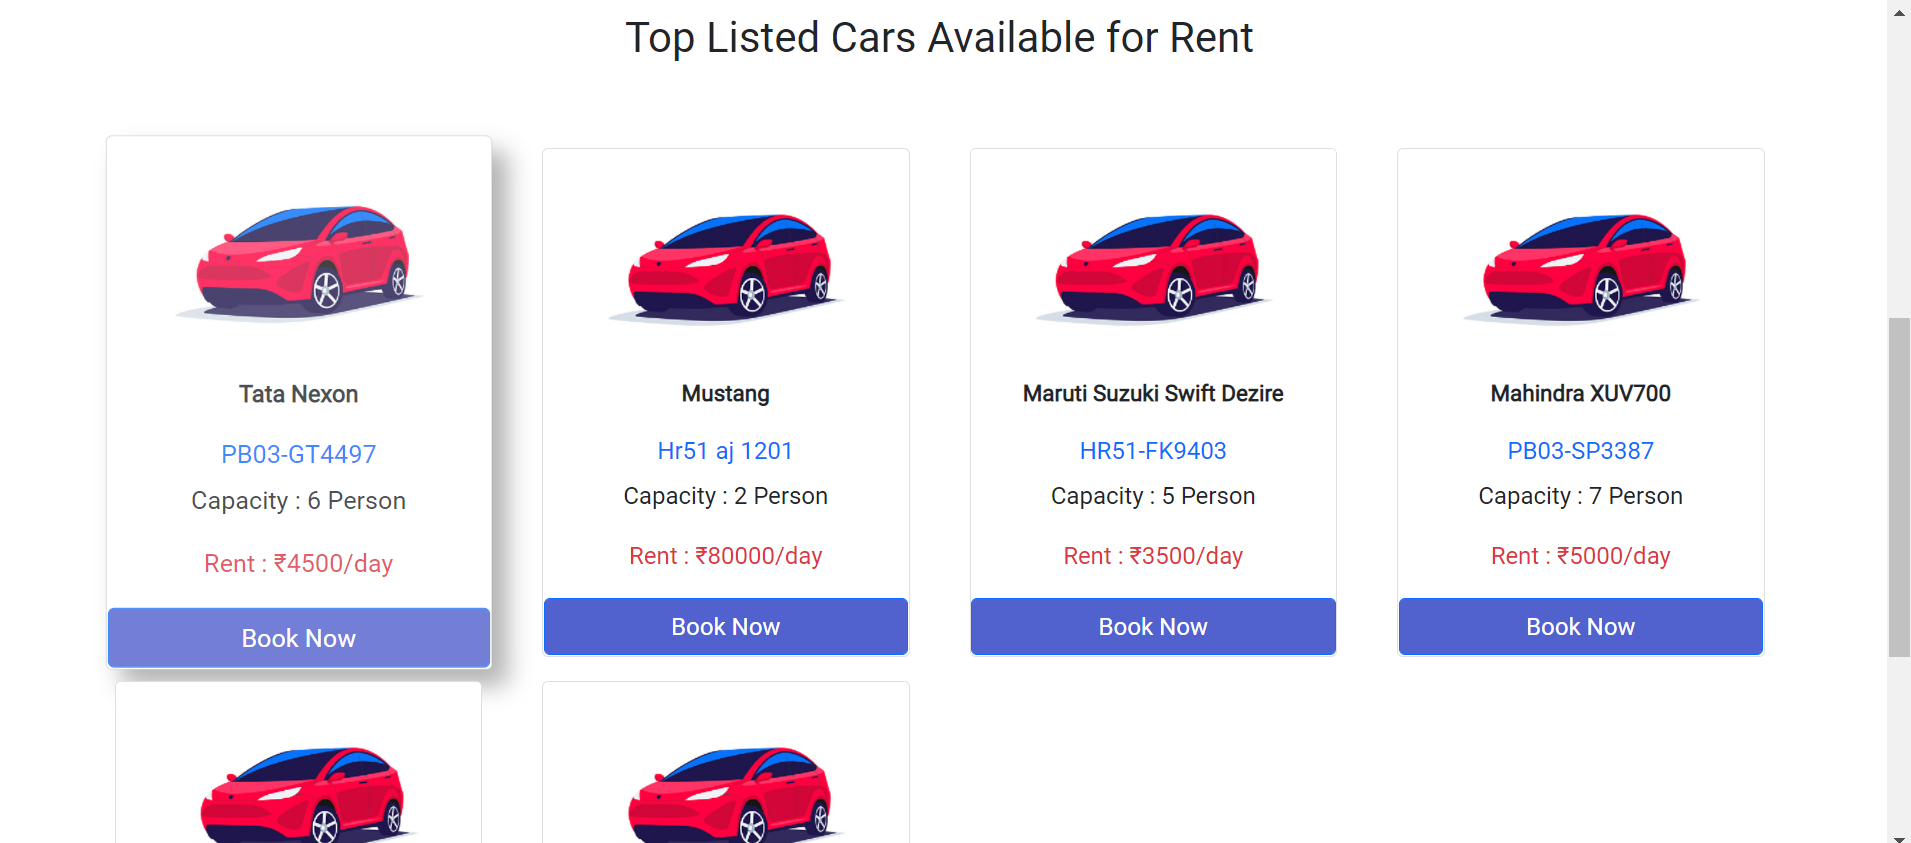 Top Listed Cars Available for Rent
Tata Nexon
PB03-GT4497
Capacity : 6 Person
Rent : ₹4500/day
Book Now
Mustang
Hr51 aj 1201
Capacity : 2 Person
Rent : ₹80000/day
Book Now
Maruti Suzuki Swift Dezire
HR51-FK9403
Capacity : 5 Person
Rent : ₹3500/day
Book Now
Mahindra XUV700
PB03-SP3387
Capacity : 7 Person
Rent : ₹5000/day
Book Now